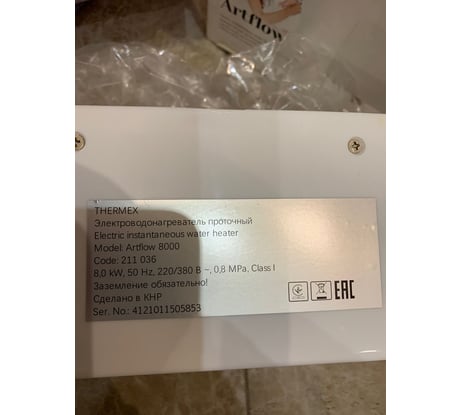 Artflow
THERMEX
Электроводонагреватель проточный
Electric instantaneous water heater
Model: Artflow 8000
Code: 211 036
8,0 kW, 50 Hz, 220/380 В ~, 0,8 MPa, Class I
Заземление обязательно!
Сделано в КНР
Ser. No.: 4121011505853
EAC